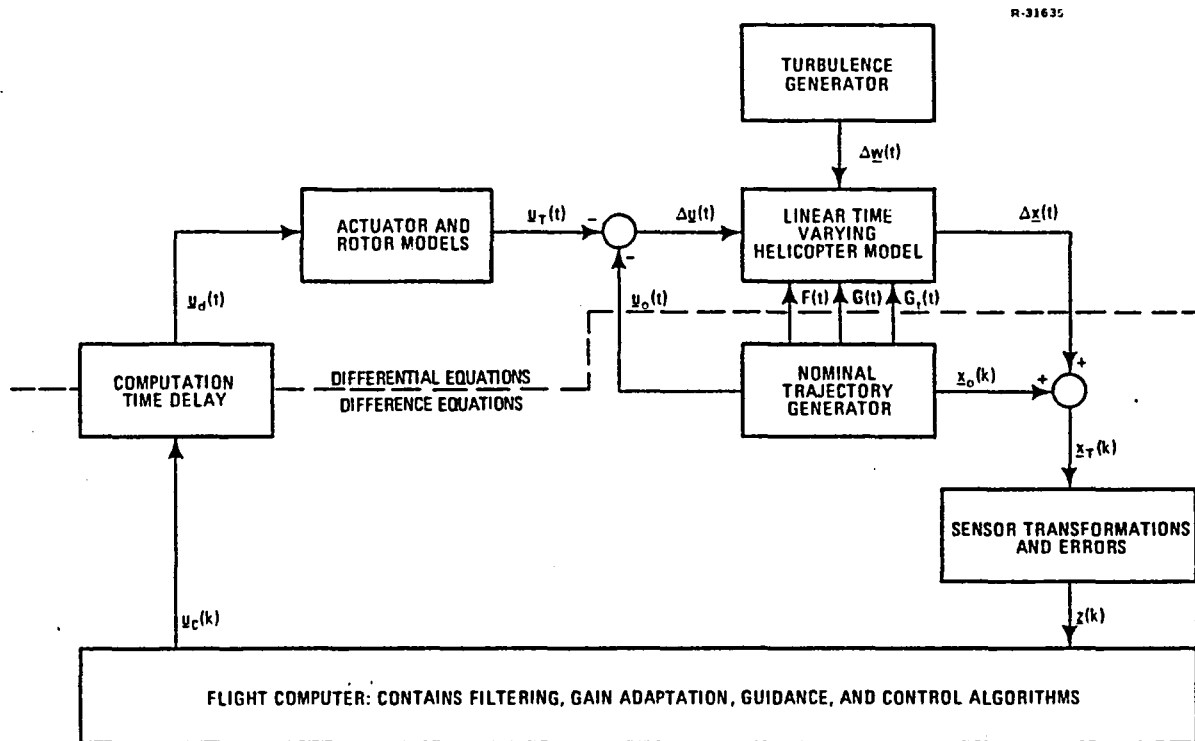 R-31635
TURBULENCE
GENERATOR
Δw(t)
ACTUATOR AND
ROTOR MODELS
u_T(t)
-
-
Δu(t)
LINEAR TIME
VARYING
HELICOPTER MODEL
Δx(t)
u_d(t)
u_o(t)
F(t)
G(t)
G_t(t)
COMPUTATION
TIME DELAY
DIFFERENTIAL EQUATIONS
DIFFERENCE EQUATIONS
NOMINAL
TRAJECTORY
GENERATOR
x_o(k)
+
+
x_T(k)
SENSOR TRANSFORMATIONS
AND ERRORS
u_C(k)
z(k)
FLIGHT COMPUTER: CONTAINS FILTERING, GAIN ADAPTATION, GUIDANCE, AND CONTROL ALGORITHMS